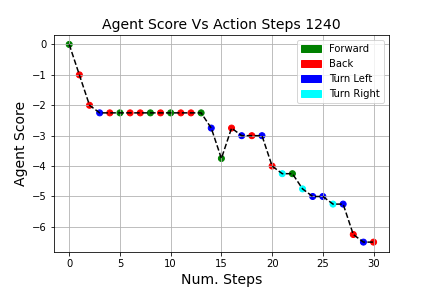 Agent Score Vs Action Steps 1240
Agent Score
0
−1
−2
−3
−4
−5
−6
Forward
Back
Turn Left
Turn Right
0 5 10 15 20 25 30
Num. Steps